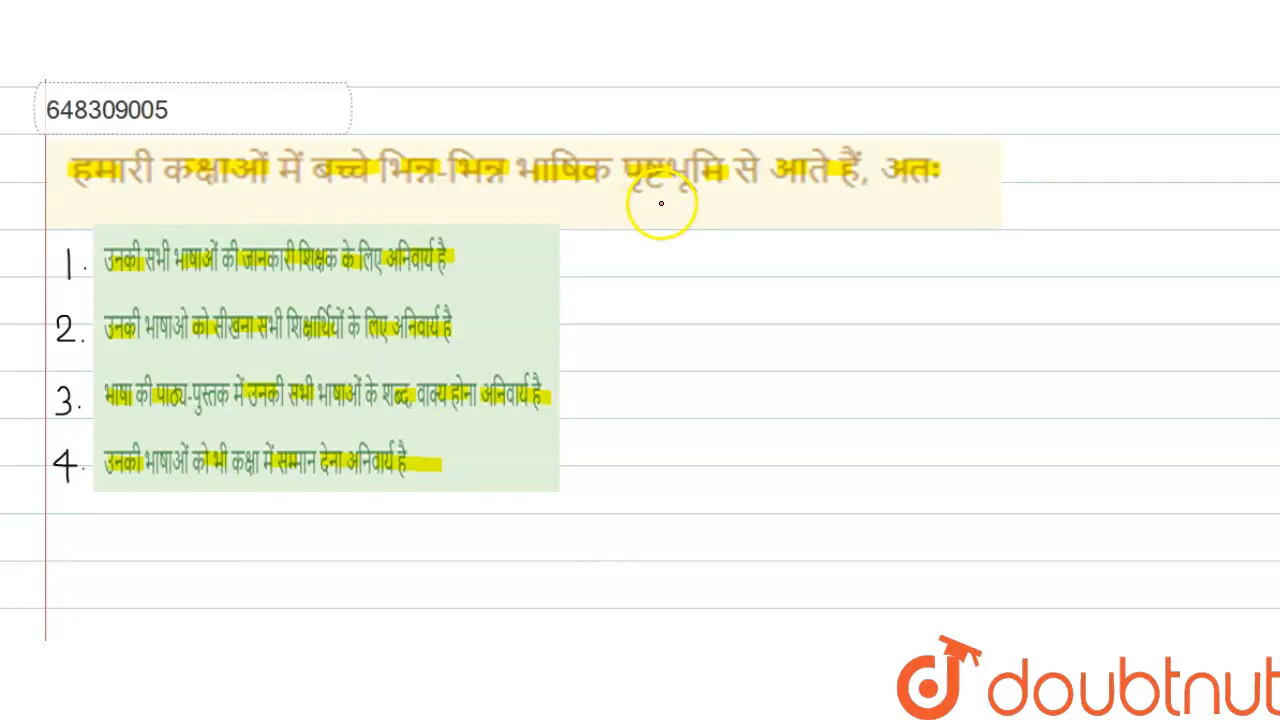 648309005
हमारी कक्षाओं में बच्चे भिन्न-भिन्न भाषिक पृष्टभूमि से आते हैं, अतः
1. उनकी सभी भाषाओं की जानकारी शिक्षक के लिए अनिवार्य है
2. उनकी भाषाओ को सीखना सभी शिक्षार्थियों के लिए अनिवार्य है
3. भाषा की पाठ्य-पुस्तक में उनकी सभी भाषाओं के शब्द, वाक्य होना अनिवार्य है
4. उनकी भाषाओं को भी कक्षा में सम्मान देना अनिवार्य है
doubtnut